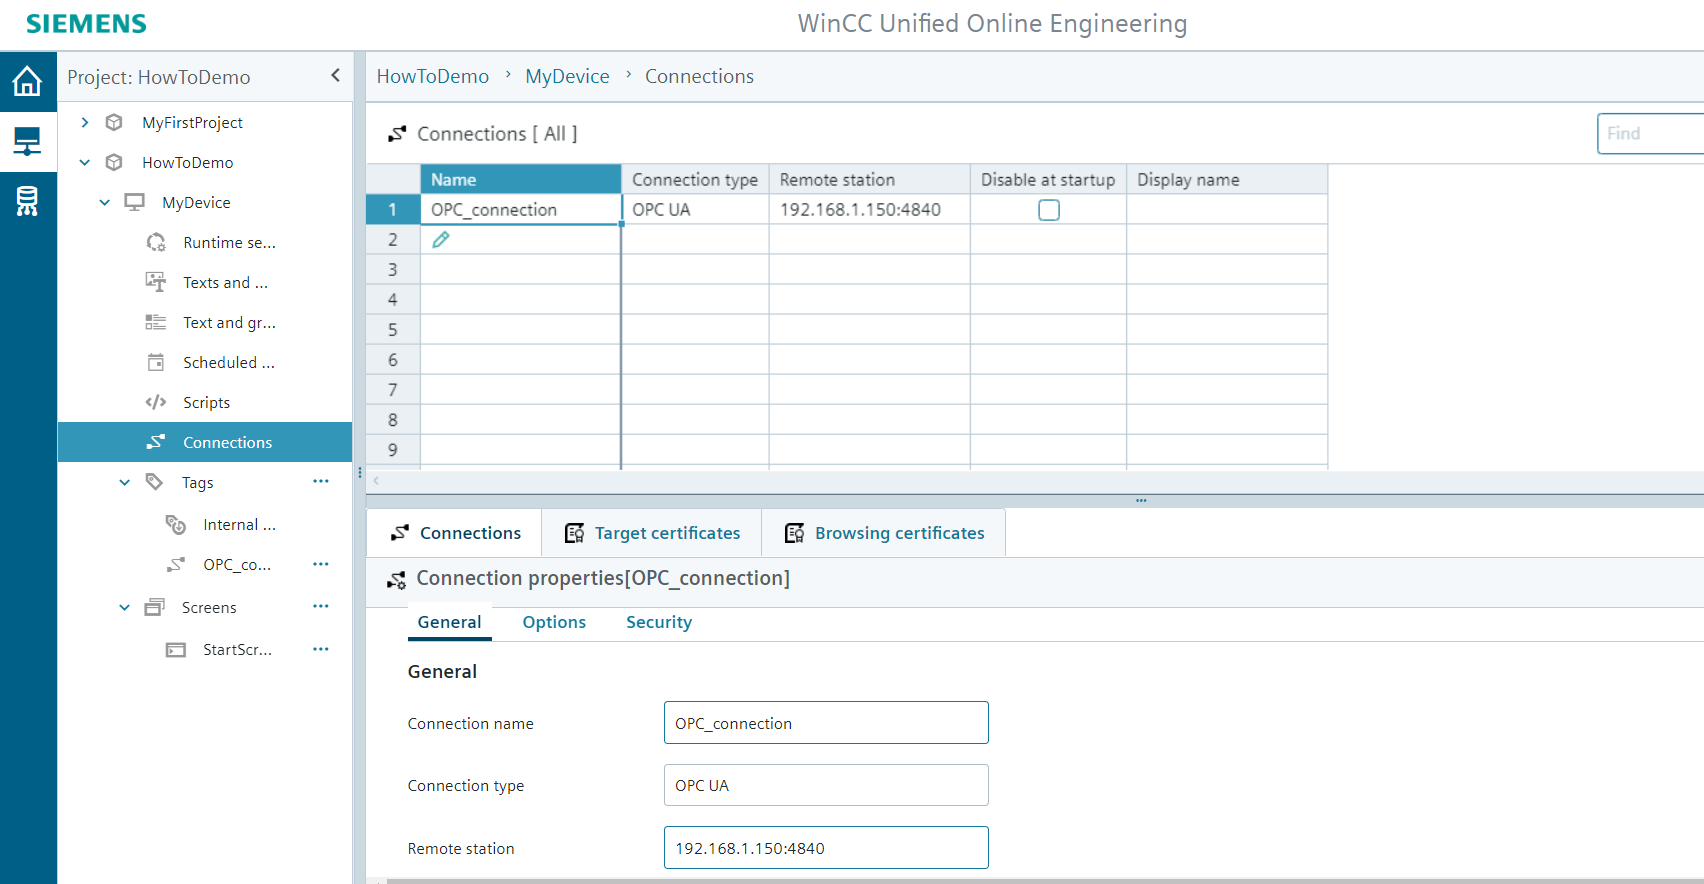 SIEMENS
WinCC Unified Online Engineering
Project: HowToDemo
MyFirstProject
HowToDemo
MyDevice
Runtime se...
Texts and ...
Text and gr...
Scheduled ...
Scripts
Connections
Tags
Internal ...
OPC_co...
Screens
StartScr...
HowToDemo > MyDevice > Connections
Connections [ All ]
Find
Name Connection type Remote station Disable at startup Display name
1 OPC_connection OPC UA 192.168.1.150:4840
2
3
4
5
6
7
8
9
Connections Target certificates Browsing certificates
Connection properties[OPC_connection]
General Options Security
General
Connection name OPC_connection
Connection type OPC UA
Remote station 192.168.1.150:4840